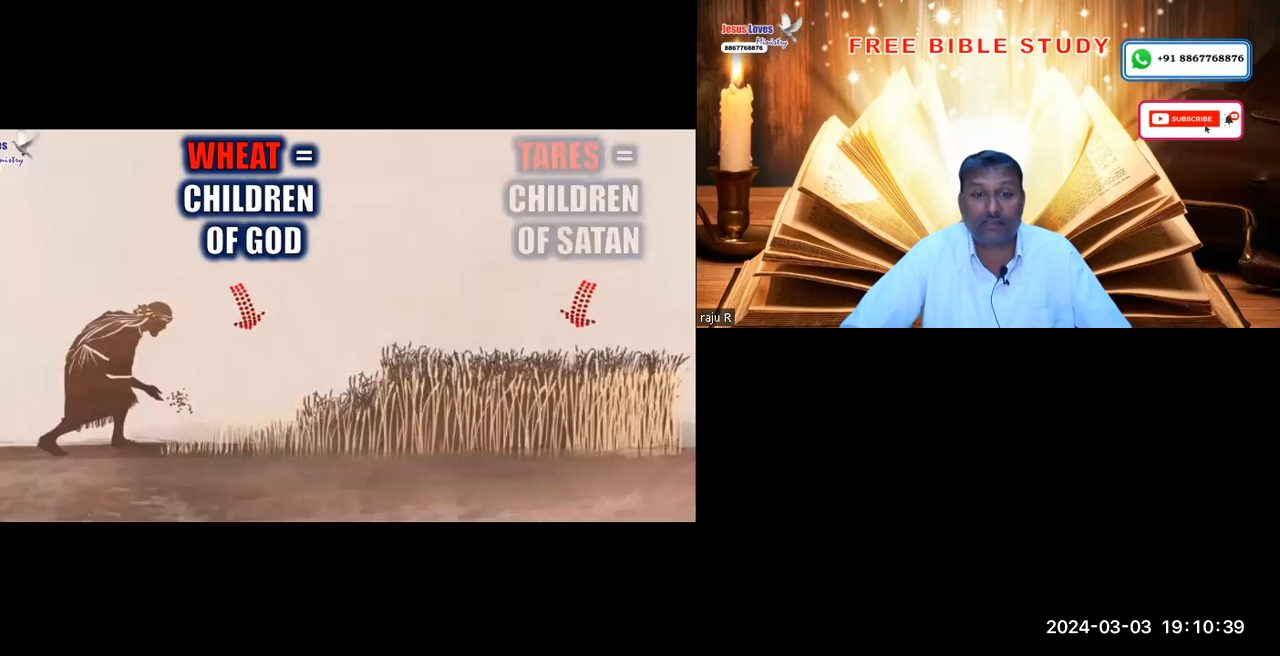 WHEAT =
CHILDREN
OF GOD
TARES =
CHILDREN
OF SATAN
Jesus Loves
Ministry
8867768876
FREE BIBLE STUDY
+91 8867768876
SUBSCRIBE
raju R
2024-03-03 19:10:39